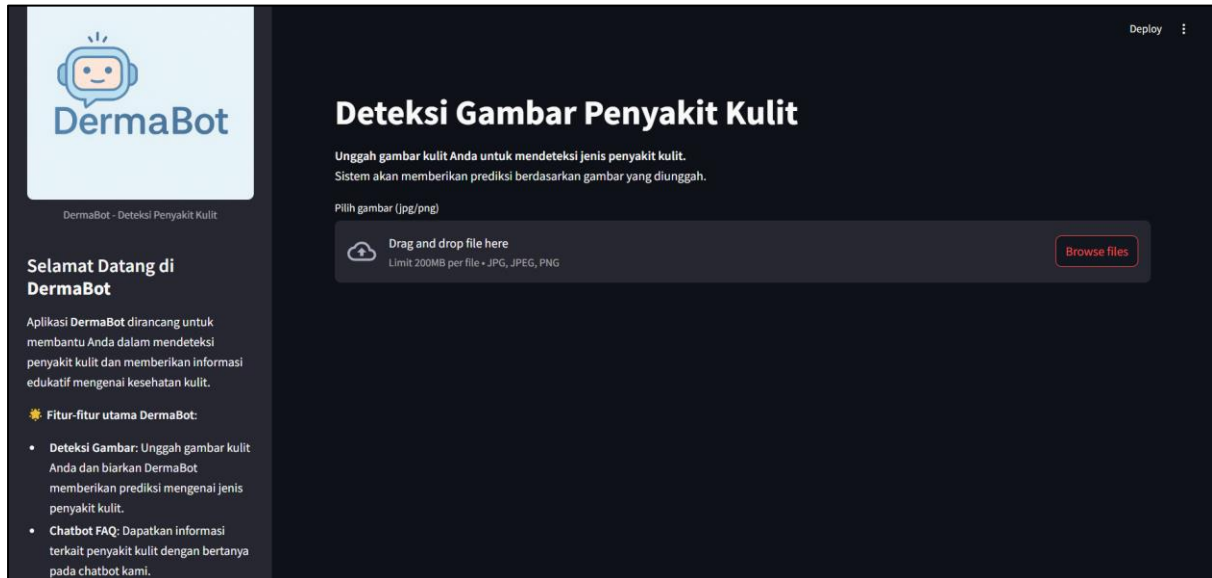 DermaBot
DermaBot - Deteksi Penyakit Kulit
Selamat Datang di
DermaBot
Aplikasi DermaBot dirancang untuk
membantu Anda dalam mendeteksi
penyakit kulit dan memberikan informasi
edukatif mengenai kesehatan kulit.
🌟 Fitur-fitur utama DermaBot:
• Deteksi Gambar: Unggah gambar kulit
Anda dan biarkan DermaBot
memberikan prediksi mengenai jenis
penyakit kulit.
• Chatbot FAQ: Dapatkan informasi
terkait penyakit kulit dengan bertanya
pada chatbot kami.
Deploy
Deteksi Gambar Penyakit Kulit
Unggah gambar kulit Anda untuk mendeteksi jenis penyakit kulit.
Sistem akan memberikan prediksi berdasarkan gambar yang diunggah.
Pilih gambar (jpg/png)
Drag and drop file here
Limit 200MB per file • JPG, JPEG, PNG
Browse files